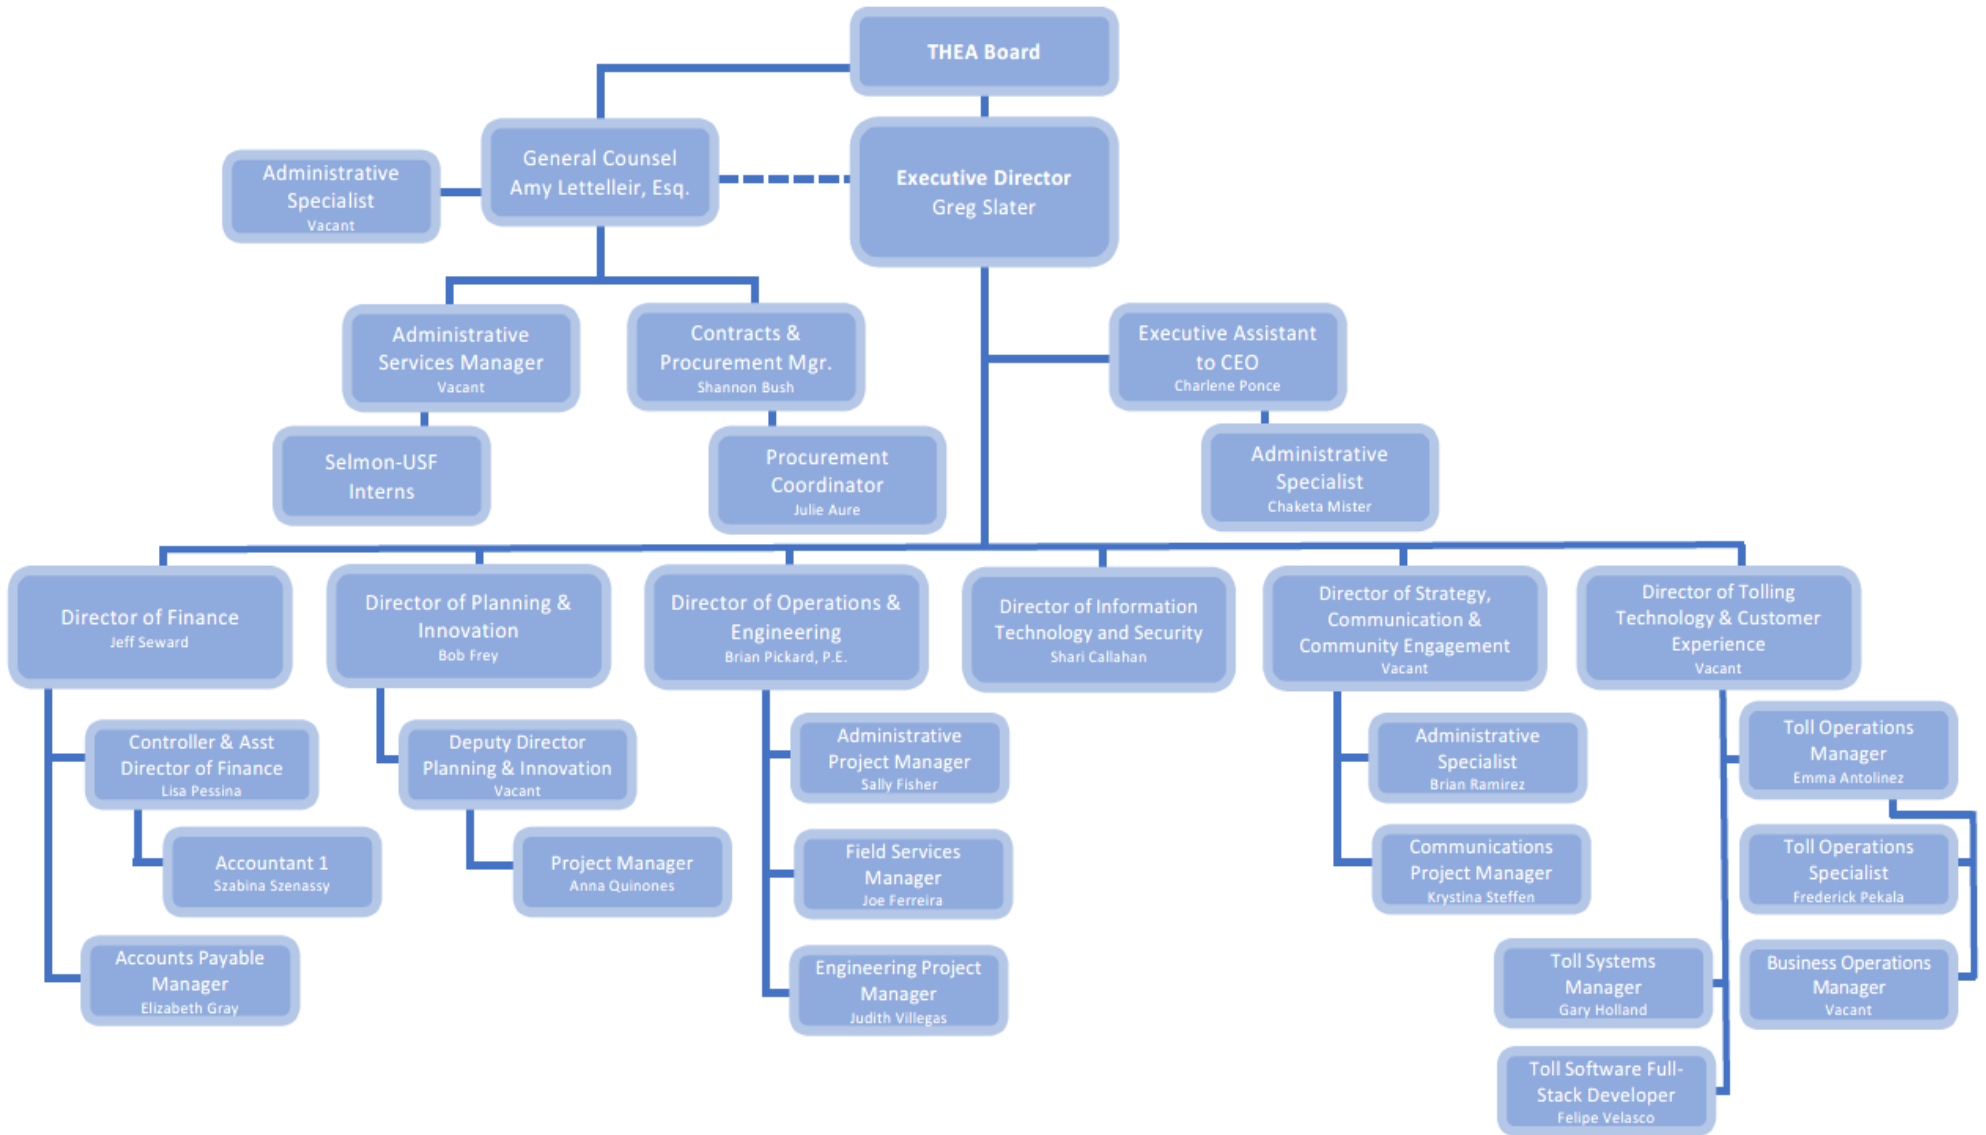 THEA Board
General Counsel
Amy Lettelleir, Esq.
Executive Director
Greg Slater
Administrative
Specialist
Vacant
Administrative
Services Manager
Vacant
Contracts &
Procurement Mgr.
Shannon Bush
Executive Assistant
to CEO
Charlene Ponce
Selmon-USF
Interns
Procurement
Coordinator
Julie Aure
Administrative
Specialist
Chaketa Mister
Director of Finance
Jeff Seward
Director of Planning &
Innovation
Bob Frey
Director of Operations &
Engineering
Brian Pickard, P.E.
Director of Information
Technology and Security
Shari Callahan
Director of Strategy,
Communication &
Community Engagement
Vacant
Director of Tolling
Technology & Customer
Experience
Vacant
Controller & Asst
Director of Finance
Lisa Pessina
Accountant 1
Szabina Szenassy
Accounts Payable
Manager
Elizabeth Gray
Deputy Director
Planning & Innovation
Vacant
Project Manager
Anna Quinones
Administrative
Project Manager
Sally Fisher
Field Services
Manager
Joe Ferreira
Engineering Project
Manager
Judith Villegas
Administrative
Specialist
Brian Ramirez
Communications
Project Manager
Krystina Steffen
Toll Operations
Manager
Emma Antolinez
Toll Operations
Specialist
Frederick Pekala
Business Operations
Manager
Vacant
Toll Systems
Manager
Gary Holland
Toll Software Full-
Stack Developer
Felipe Velasco